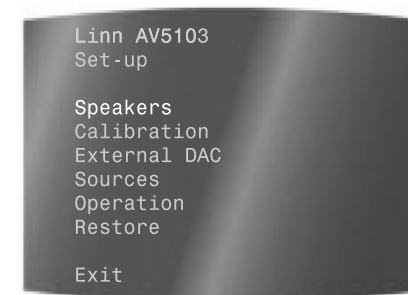 Linn AV5103
Set-up
Speakers
Calibration
External DAC
Sources
Operation
Restore
Exit